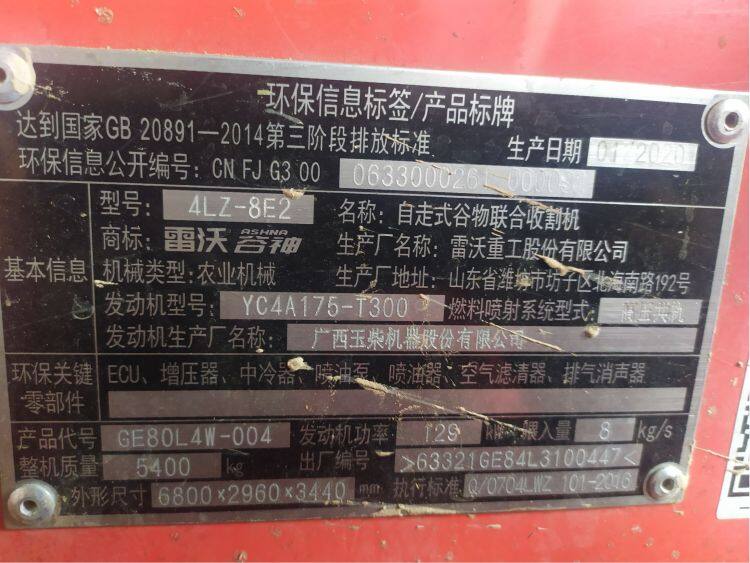 环保信息标签/产品标牌
达到国家GB 20891—2014第三阶段排放标准 生产日期 01 2020
环保信息公开编号: CN FJ G3 00 0633000261
基本信息
型号: 4LZ-8E2 名称: 自走式谷物联合收割机
商标: 雷沃 谷神 ASHNA 生产厂名称: 雷沃重工股份有限公司
机械类型: 农业机械 生产厂地址: 山东省潍坊市坊子区北海南路192号
发动机型号: YC4A175-T300 燃料喷射系统型式:
发动机生产厂名称: 广西玉柴机器股份有限公司
环保关键零部件
ECU、增压器、中冷器、喷油泵、喷油器、空气滤清器、排气消声器
产品代号 GE80L4W-004 发动机功率 129 kW 喂入量 8 kg/s
整机质量 5400 kg 出厂编号 >63321GE84L3100447<
外形尺寸 6800×2960×3440 mm 执行标准 Q/0704LWZ 101-2016